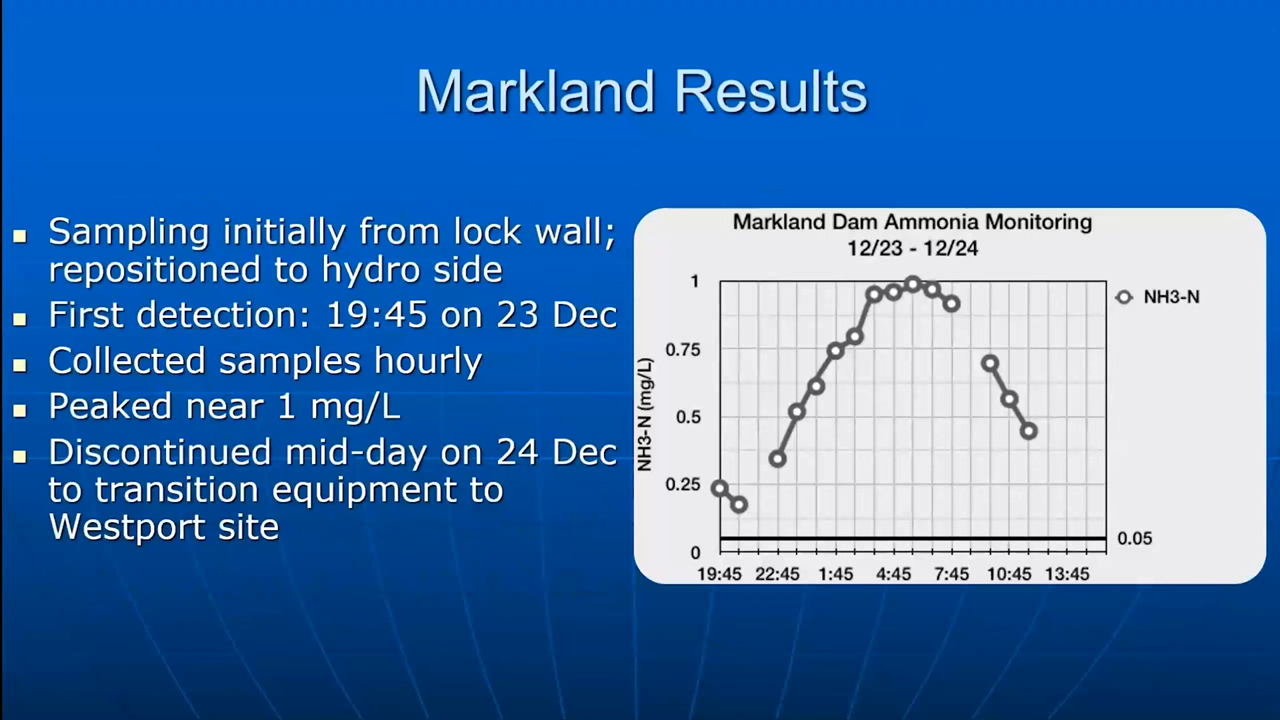 Markland Results
Sampling initially from lock wall;
repositioned to hydro side
First detection: 19:45 on 23 Dec
Collected samples hourly
Peaked near 1 mg/L
Discontinued mid-day on 24 Dec
to transition equipment to
Westport site
Markland Dam Ammonia Monitoring
12/23 - 12/24
NH3-N
NH3-N (mg/L)
1
0.75
0.5
0.25
0
0.05
19:45 22:45 1:45 4:45 7:45 10:45 13:45